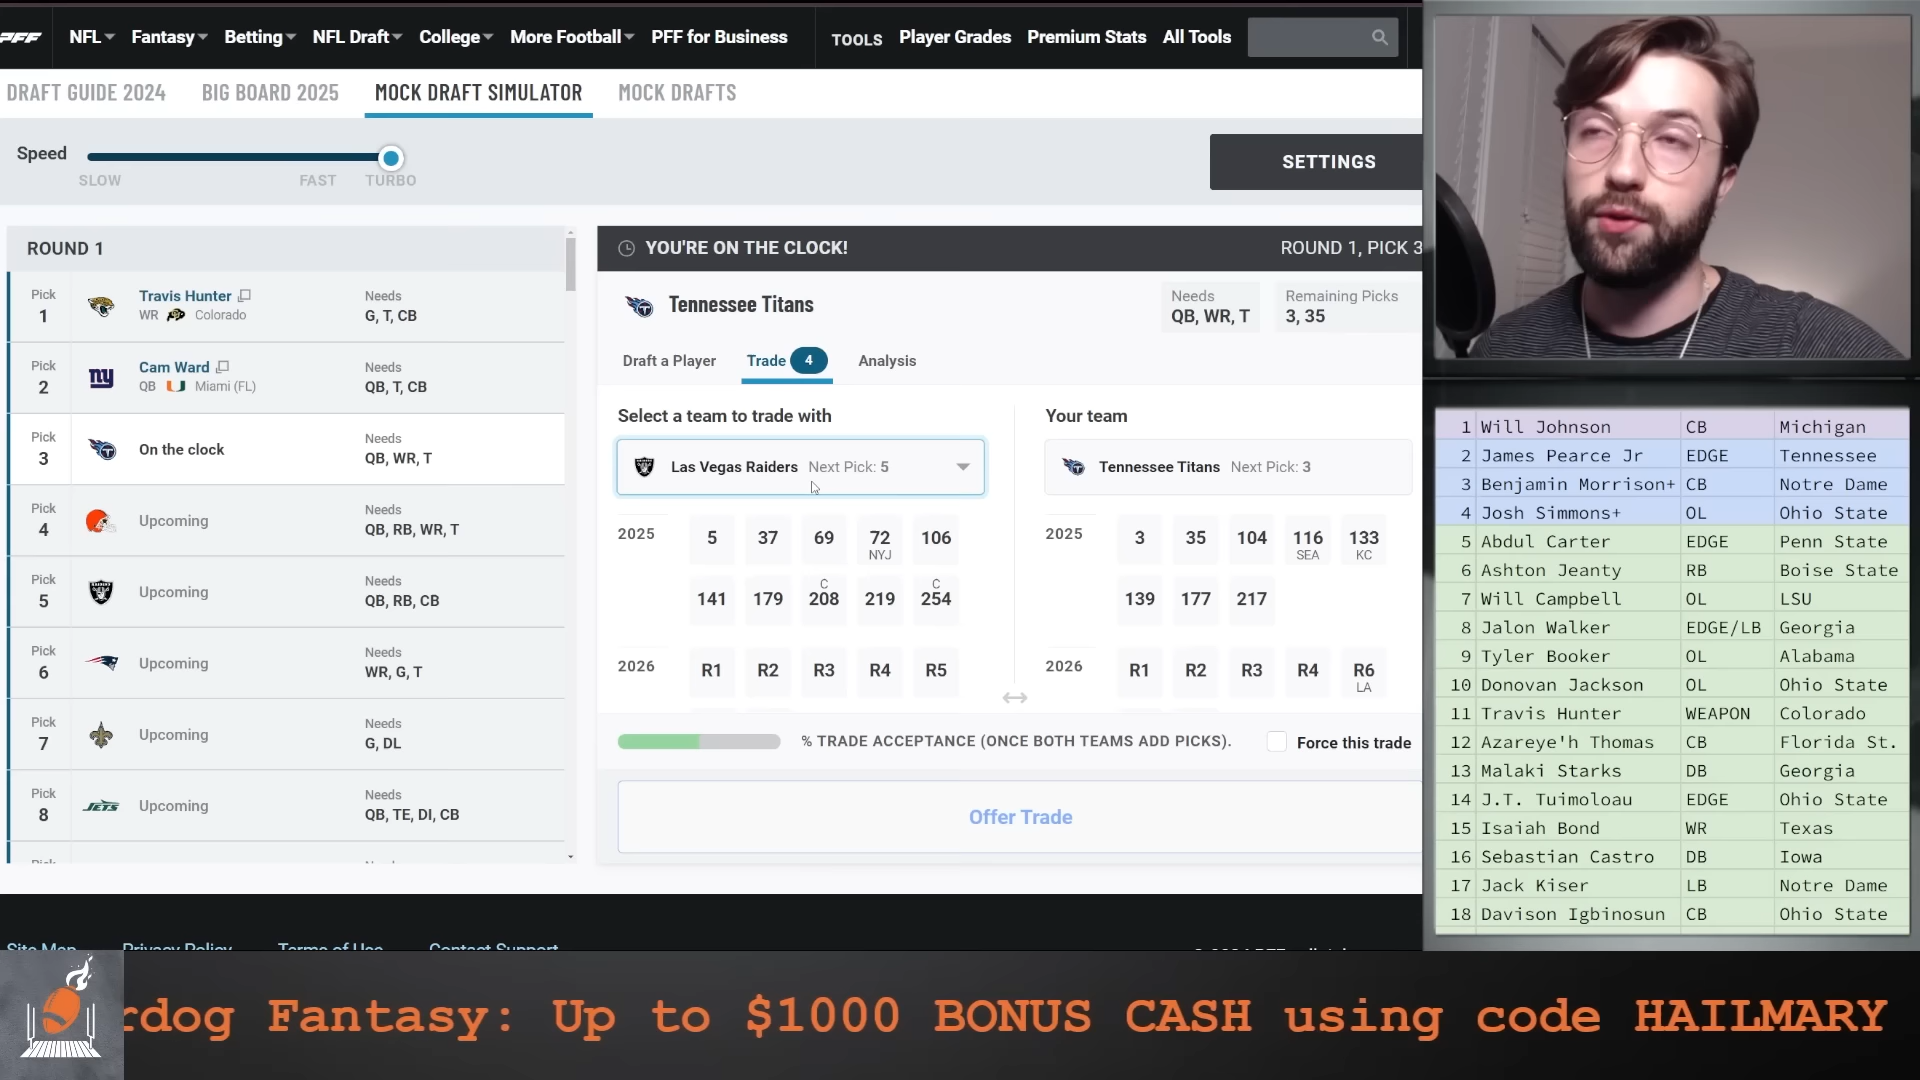 PFF NFL Fantasy Betting NFL Draft College More Football PFF for Business TOOLS Player Grades Premium Stats All Tools
DRAFT GUIDE 2024 BIG BOARD 2025 MOCK DRAFT SIMULATOR MOCK DRAFTS
Speed
SLOW FAST TURBO
SETTINGS
ROUND 1
Pick 1
Travis Hunter
WR Colorado
Needs
G, T, CB
Pick 2
ny
Cam Ward
QB Miami (FL)
Needs
QB, T, CB
Pick 3
On the clock
Needs
QB, WR, T
Pick 4
Upcoming
Needs
QB, RB, WR, T
Pick 5
Upcoming
Needs
QB, RB, CB
Pick 6
Upcoming
Needs
WR, G, T
Pick 7
Upcoming
Needs
G, DL
Pick 8
JETS
Upcoming
Needs
QB, TE, DI, CB
YOU'RE ON THE CLOCK! ROUND 1, PICK 3
Tennessee Titans
Needs
QB, WR, T
Remaining Picks
3, 35
Draft a Player Trade 4 Analysis
Select a team to trade with
Las Vegas Raiders Next Pick: 5
2025 5 37 69 72 NYJ 106
141 179 C 208 219 C 254
2026 R1 R2 R3 R4 R5
Your team
Tennessee Titans Next Pick: 3
2025 3 35 104 116 SEA 133 KC
139 177 217
2026 R1 R2 R3 R4 R6 LA
% TRADE ACCEPTANCE (ONCE BOTH TEAMS ADD PICKS). Force this trade
Offer Trade
Site Map Privacy Policy Terms of Use Contact Support
1 Will Johnson CB Michigan
2 James Pearce Jr EDGE Tennessee
3 Benjamin Morrison+ CB Notre Dame
4 Josh Simmons+ OL Ohio State
5 Abdul Carter EDGE Penn State
6 Ashton Jeanty RB Boise State
7 Will Campbell OL LSU
8 Jalon Walker EDGE/LB Georgia
9 Tyler Booker OL Alabama
10 Donovan Jackson OL Ohio State
11 Travis Hunter WEAPON Colorado
12 Azareye'h Thomas CB Florida St.
13 Malaki Starks DB Georgia
14 J.T. Tuimoloau EDGE Ohio State
15 Isaiah Bond WR Texas
16 Sebastian Castro DB Iowa
17 Jack Kiser LB Notre Dame
18 Davison Igbinosun CB Ohio State
rdog Fantasy: Up to $1000 BONUS CASH using code HAILMARY